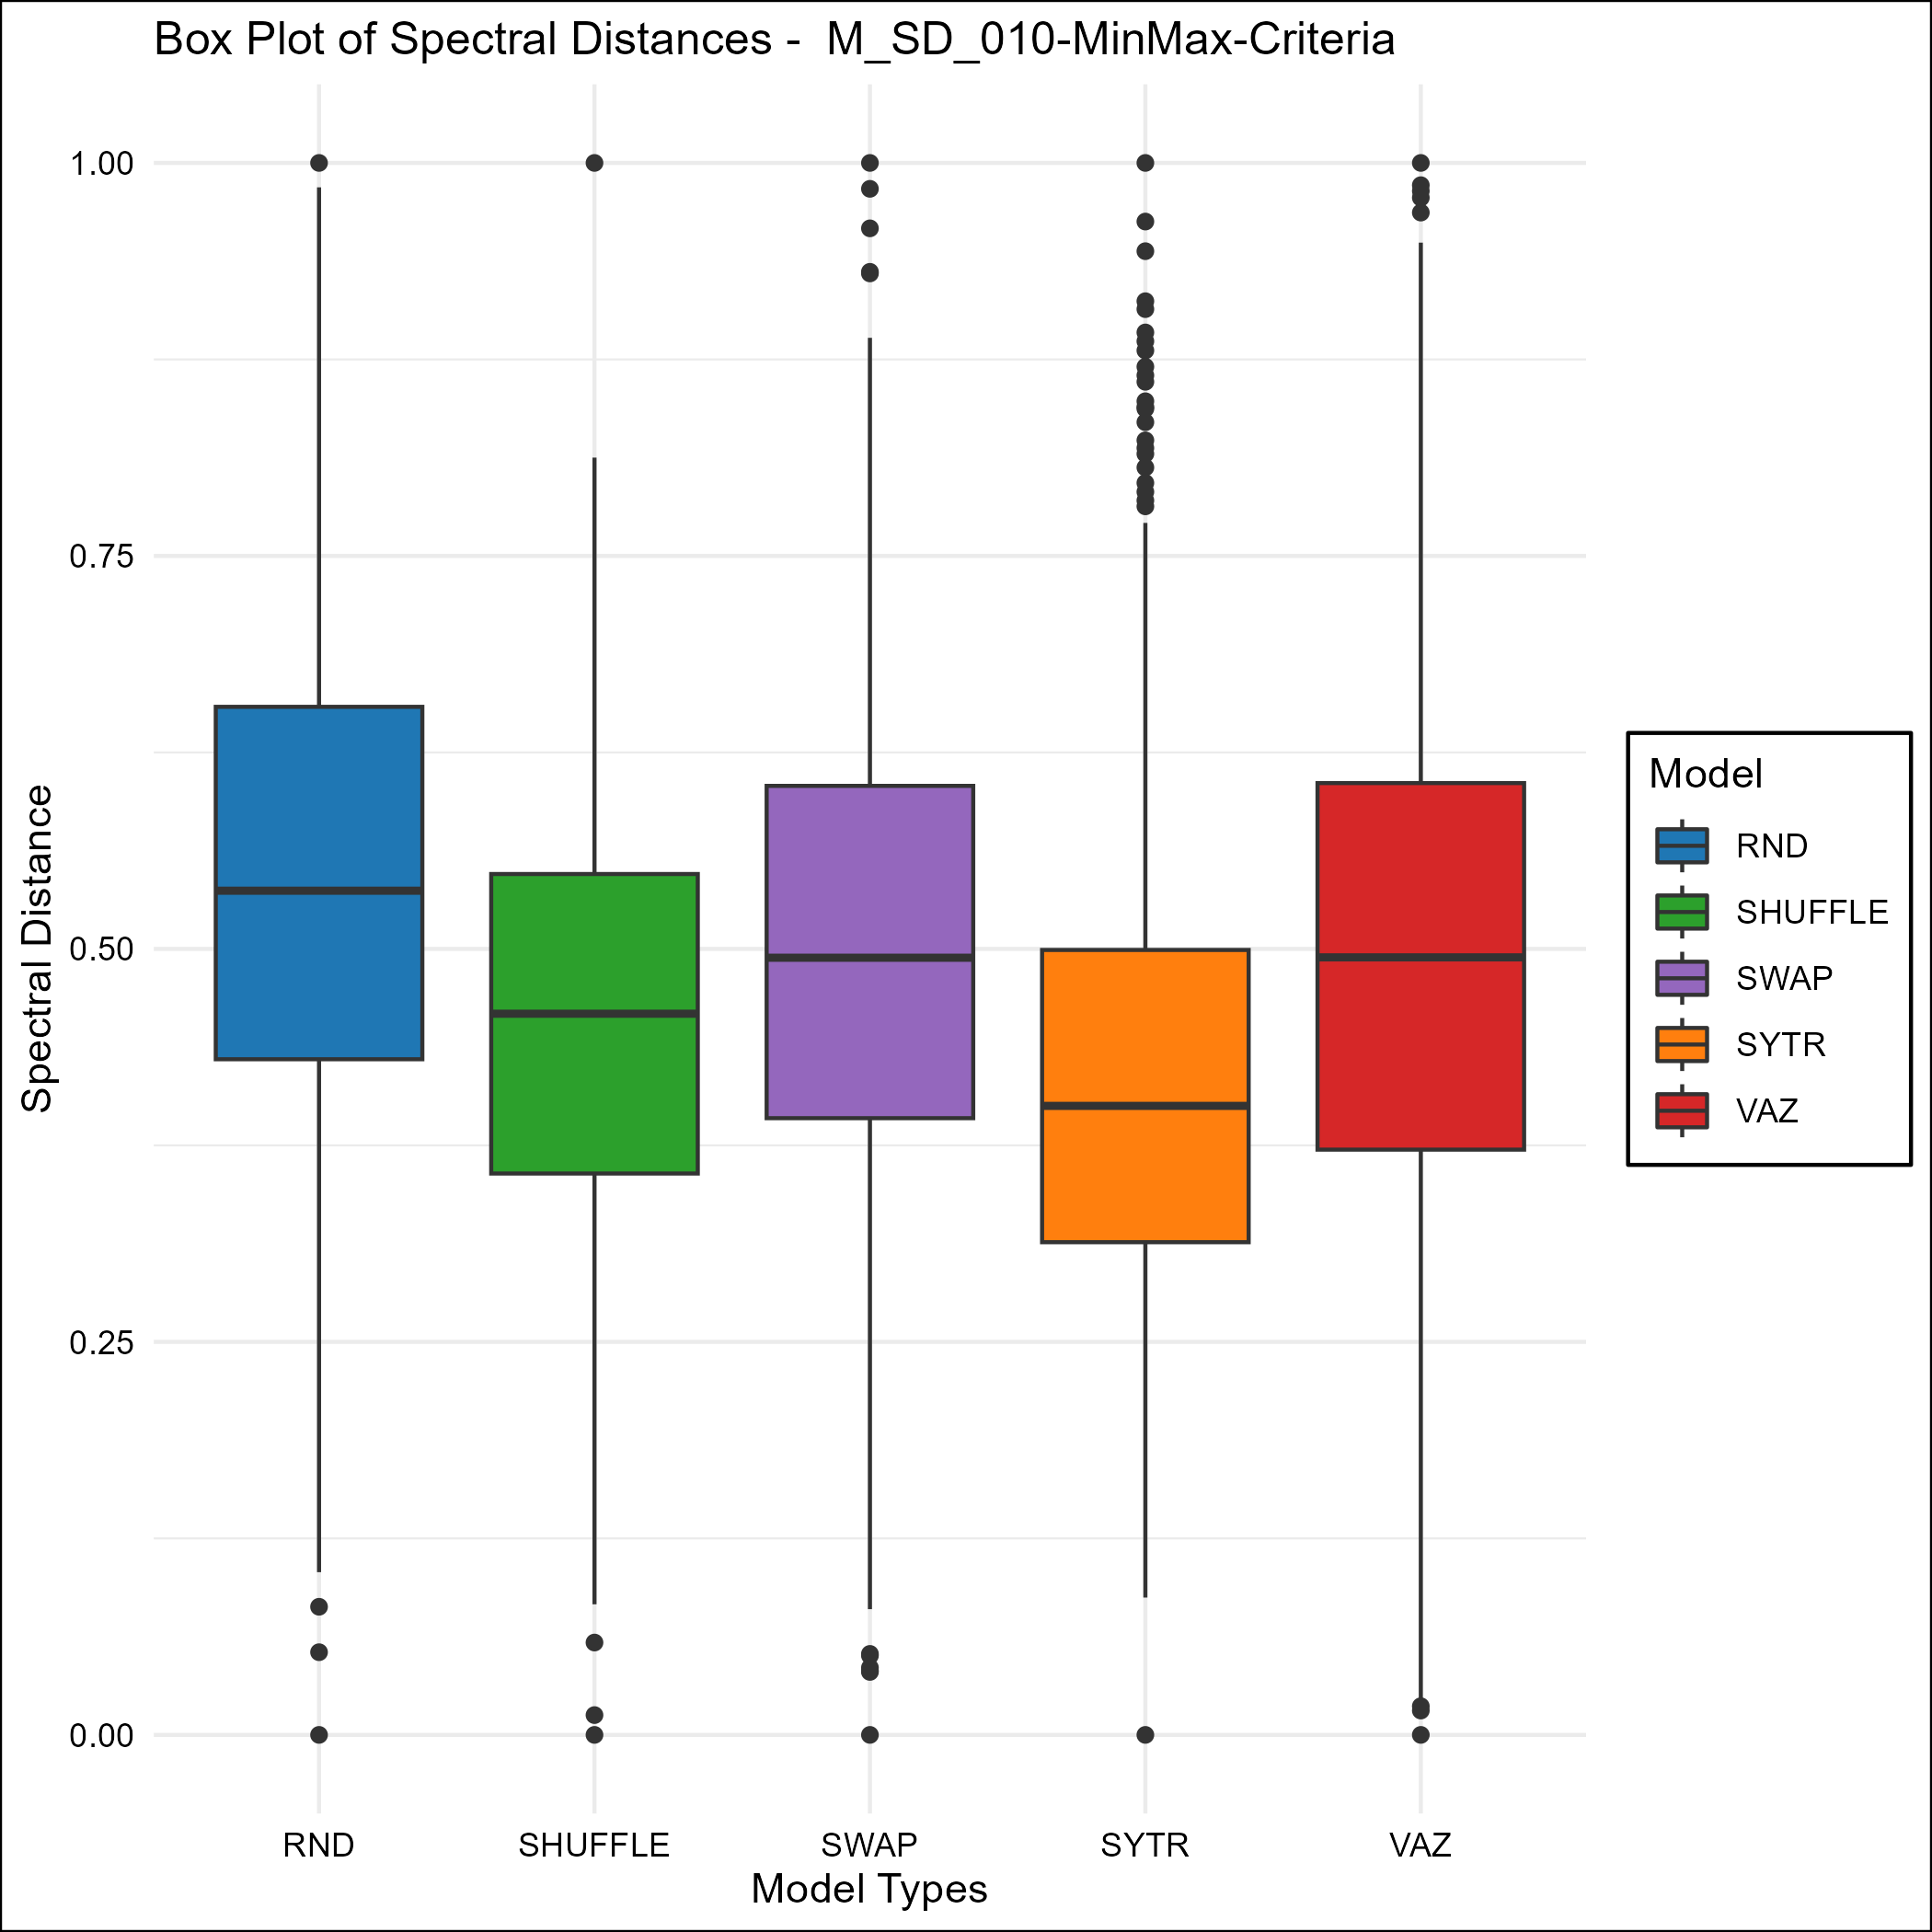 Box Plot of Spectral Distances -  M_SD_010-MinMax-Criteria
1.00
0.75
0.50
0.25
0.00
Spectral Distance
RND
SHUFFLE
SWAP
SYTR
VAZ
Model Types
Model
RND
SHUFFLE
SWAP
SYTR
VAZ